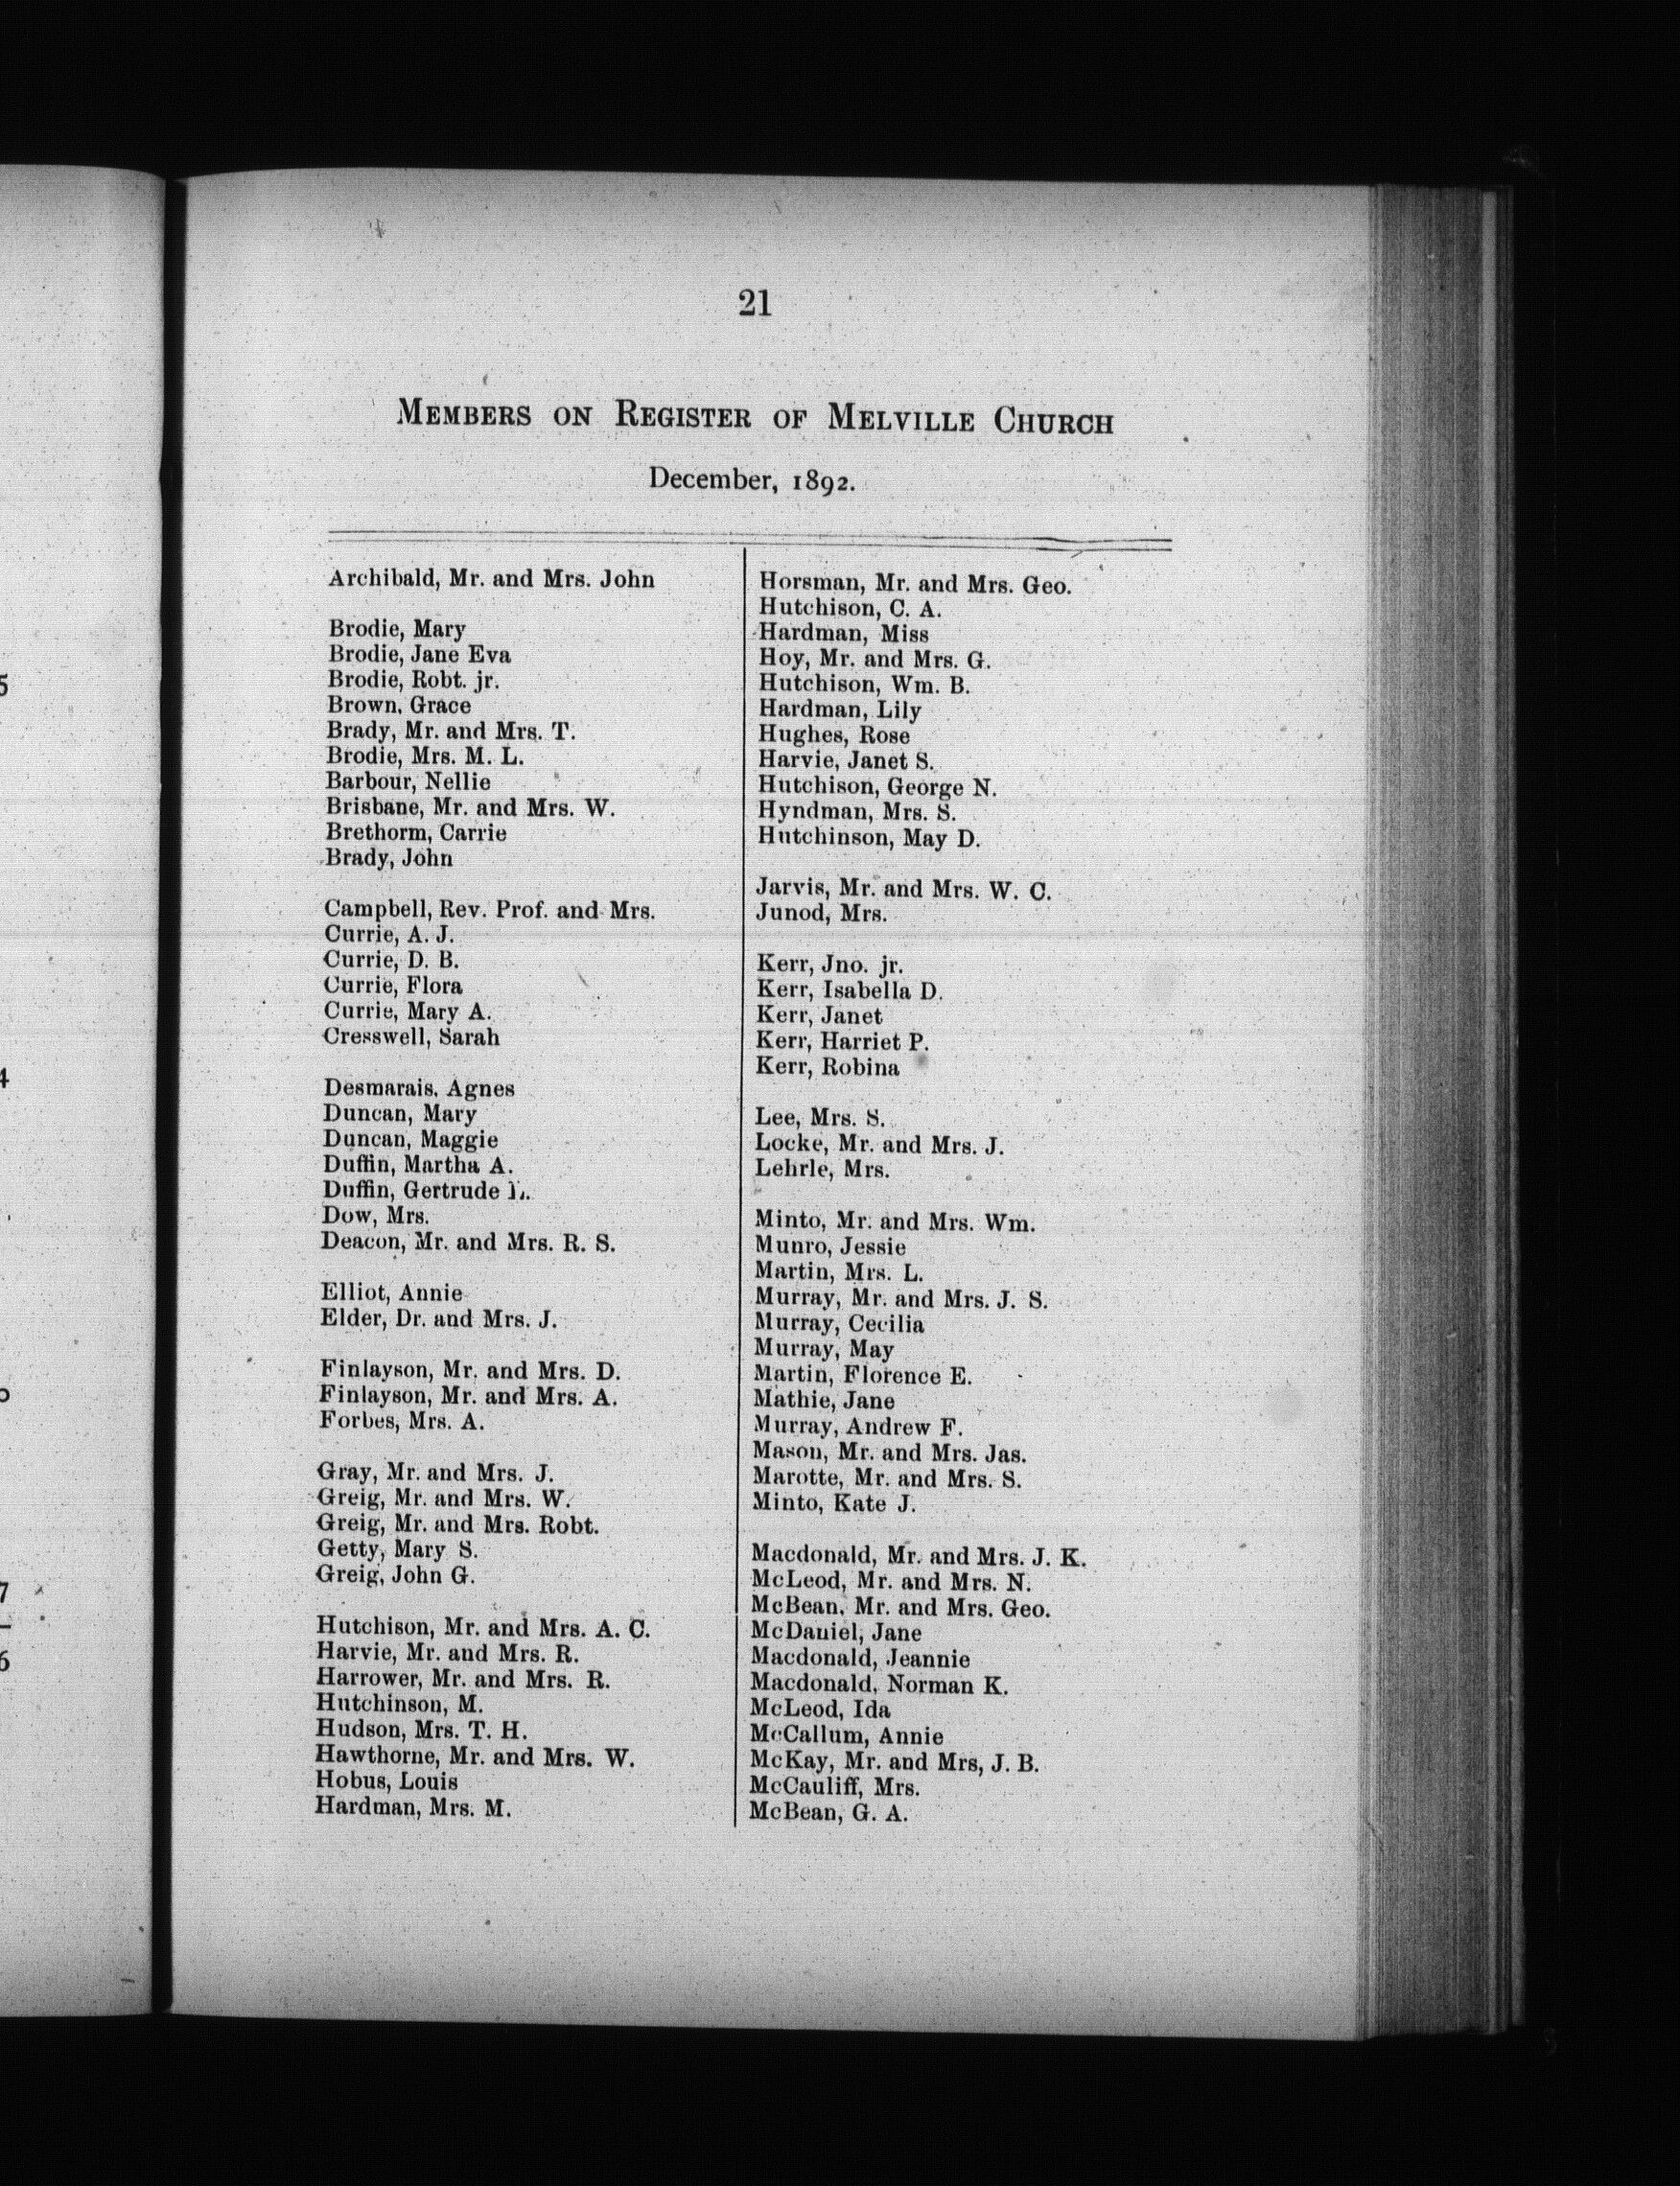 21
MEMBERS ON REGISTER OF MELVILLE CHURCH
December, 1892.
Archibald, Mr. and Mrs. John
Brodie, Mary
Brodie, Jane Eva
Brodie, Robt. jr.
Brown, Grace
Brady, Mr. and Mrs. T.
Brodie, Mrs. M. L.
Barbour, Nellie
Brisbane, Mr. and Mrs. W.
Brethorm, Carrie
Brady, John
Campbell, Rev. Prof. and Mrs.
Currie, A. J.
Currie, D. B.
Currie, Flora
Currie, Mary A.
Cresswell, Sarah
Desmarais, Agnes
Duncan, Mary
Duncan, Maggie
Duffin, Martha A.
Duffin, Gertrude L.
Dow, Mrs.
Deacon, Mr. and Mrs. R. S.
Elliot, Annie
Elder, Dr. and Mrs. J.
Finlayson, Mr. and Mrs. D.
Finlayson, Mr. and Mrs. A.
Forbes, Mrs. A.
Gray, Mr. and Mrs. J.
Greig, Mr. and Mrs. W.
Greig, Mr. and Mrs. Robt.
Getty, Mary S.
Greig, John G.
Hutchison, Mr. and Mrs. A. C.
Harvie, Mr. and Mrs. R.
Harrower, Mr. and Mrs. R.
Hutchinson, M.
Hudson, Mrs. T. H.
Hawthorne, Mr. and Mrs. W.
Hobus, Louis
Hardman, Mrs. M.
Horsman, Mr. and Mrs. Geo.
Hutchison, C. A.
Hardman, Miss
Hoy, Mr. and Mrs. G.
Hutchison, Wm. B.
Hardman, Lily
Hughes, Rose
Harvie, Janet S.
Hutchison, George N.
Hyndman, Mrs. S.
Hutchinson, May D.
Jarvis, Mr. and Mrs. W. C.
Junod, Mrs.
Kerr, Jno. jr.
Kerr, Isabella D.
Kerr, Janet
Kerr, Harriet P.
Kerr, Robina
Lee, Mrs. S.
Locke, Mr. and Mrs. J.
Lehrle, Mrs.
Minto, Mr. and Mrs. Wm.
Munro, Jessie
Martin, Mrs. L.
Murray, Mr. and Mrs. J. S.
Murray, Cecilia
Murray, May
Martin, Florence E.
Mathie, Jane
Murray, Andrew F.
Mason, Mr. and Mrs. Jas.
Marotte, Mr. and Mrs. S.
Minto, Kate J.
Macdonald, Mr. and Mrs. J. K.
McLeod, Mr. and Mrs. N.
McBean, Mr. and Mrs. Geo.
McDaniel, Jane
Macdonald, Jeannie
Macdonald, Norman K.
McLeod, Ida
McCallum, Annie
McKay, Mr. and Mrs, J. B.
McCauliff, Mrs.
McBean, G. A.